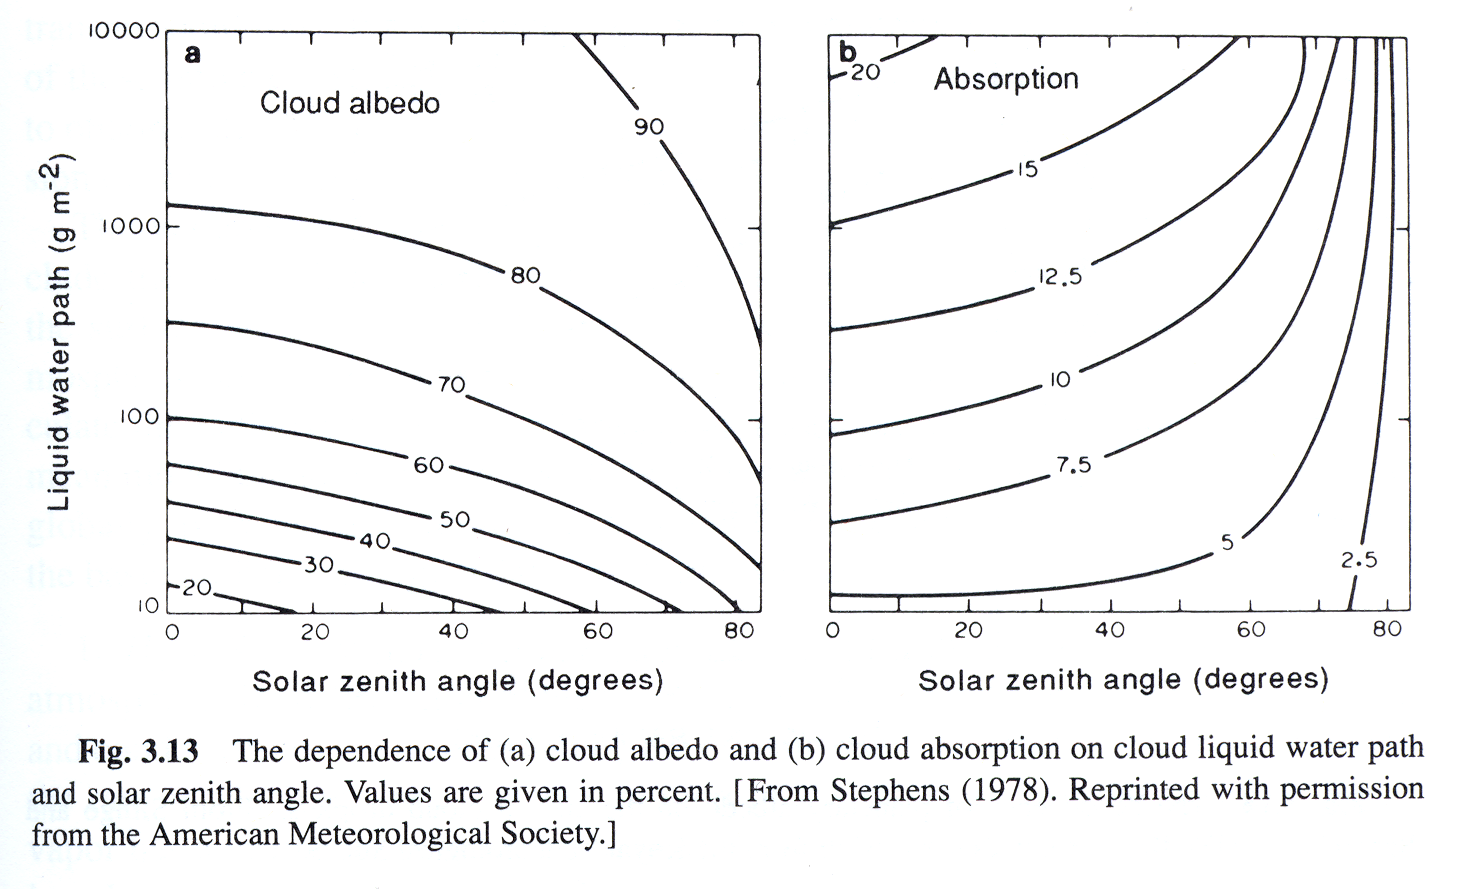 a
Cloud albedo
Liquid water path (g m-2)
10000
1000
100
10
90
80
70
60
50
40
30
20
0 20 40 60 80
Solar zenith angle (degrees)
b
Absorption
20
15
12.5
10
7.5
5
2.5
0 20 40 60 80
Solar zenith angle (degrees)
Fig. 3.13 The dependence of (a) cloud albedo and (b) cloud absorption on cloud liquid water path
and solar zenith angle. Values are given in percent. [From Stephens (1978). Reprinted with permission
from the American Meteorological Society.]